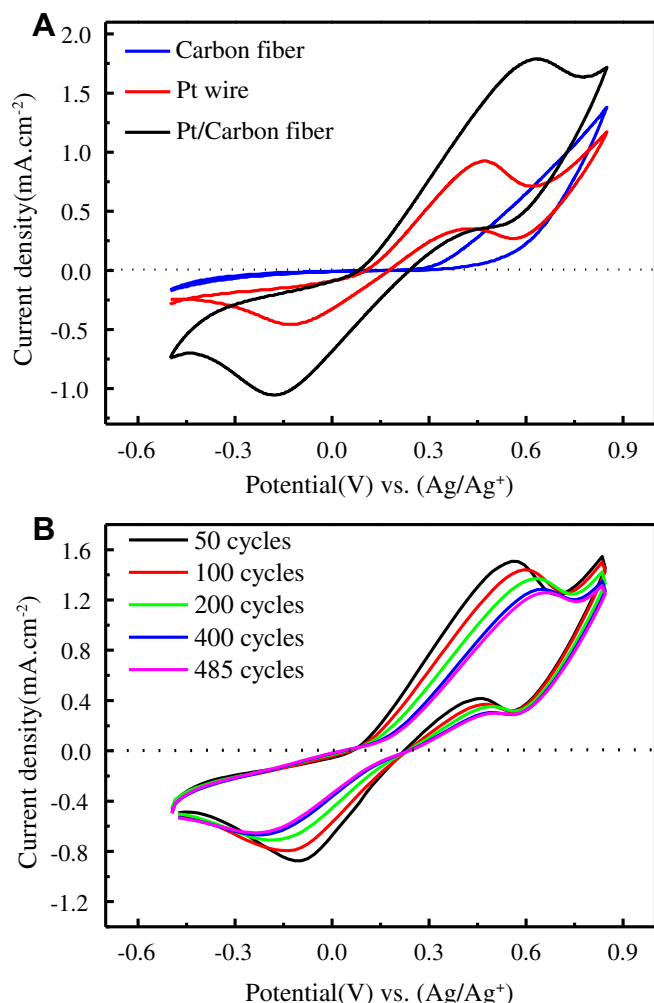 A
Carbon fiber
Pt wire
Pt/Carbon fiber
Current density(mA.cm⁻²)
2.0
1.5
1.0
0.5
0.0
-0.5
-1.0
-0.6 -0.3 0.0 0.3 0.6 0.9
Potential(V) vs. (Ag/Ag⁺)
B
50 cycles
100 cycles
200 cycles
400 cycles
485 cycles
Current density(mA.cm⁻²)
1.6
1.2
0.8
0.4
0.0
-0.4
-0.8
-1.2
-0.6 -0.3 0.0 0.3 0.6 0.9
Potential(V) vs. (Ag/Ag⁺)